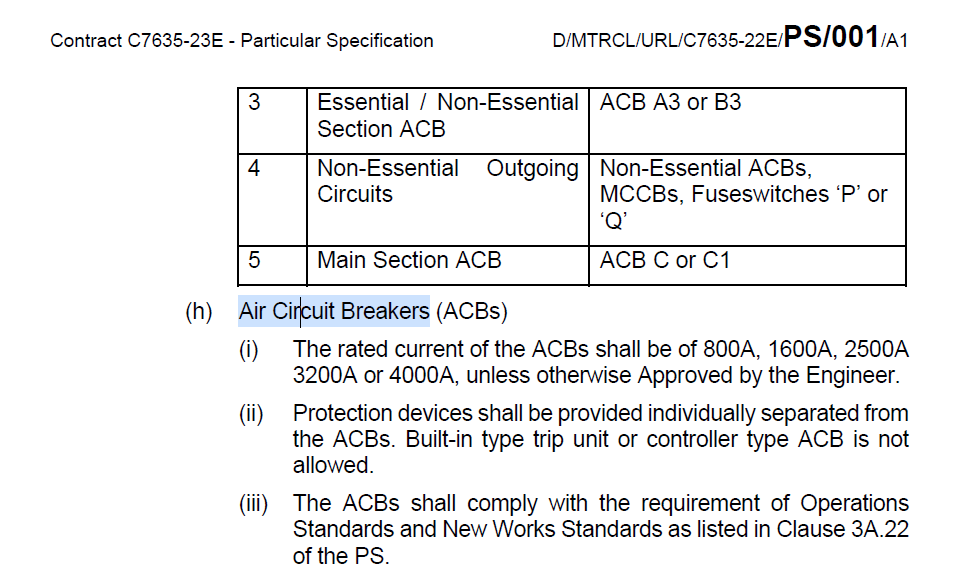 Contract C7635-23E - Particular Specification D/MTRCL/URL/C7635-22E/PS/001/A1
3 Essential / Non-Essential ACB A3 or B3
Section ACB
4 Non-Essential Outgoing Non-Essential ACBs,
Circuits MCCBs, Fuseswitches ‘P’ or
‘Q’
5 Main Section ACB ACB C or C1
(h) Air Circuit Breakers (ACBs)
(i) The rated current of the ACBs shall be of 800A, 1600A, 2500A
3200A or 4000A, unless otherwise Approved by the Engineer.
(ii) Protection devices shall be provided individually separated from
the ACBs. Built-in type trip unit or controller type ACB is not
allowed.
(iii) The ACBs shall comply with the requirement of Operations
Standards and New Works Standards as listed in Clause 3A.22
of the PS.